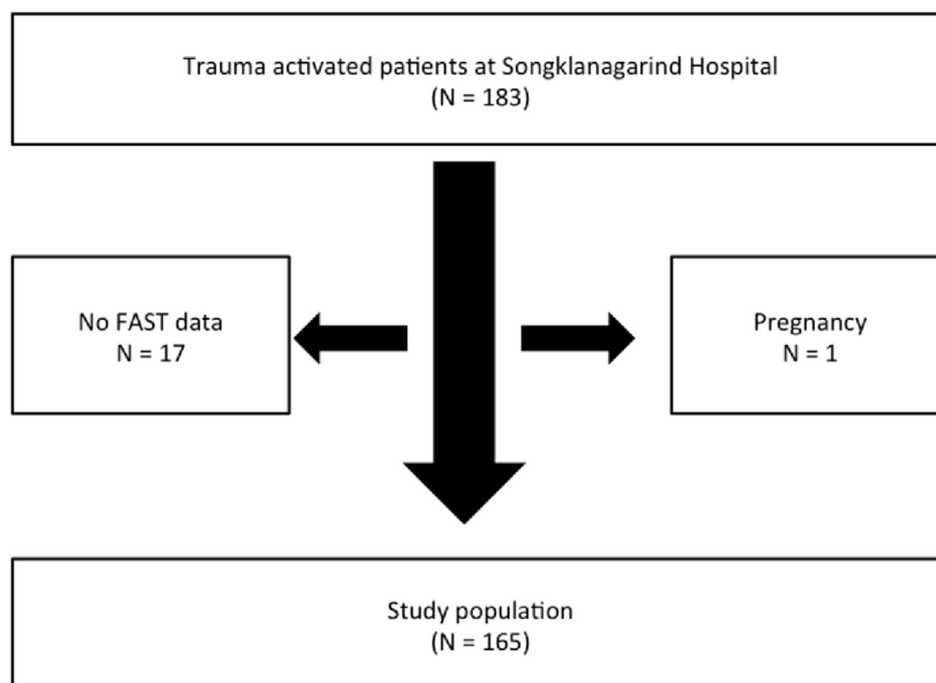 Trauma activated patients at Songklanagarind Hospital
(N = 183)
No FAST data
N = 17
Pregnancy
N = 1
Study population
(N = 165)